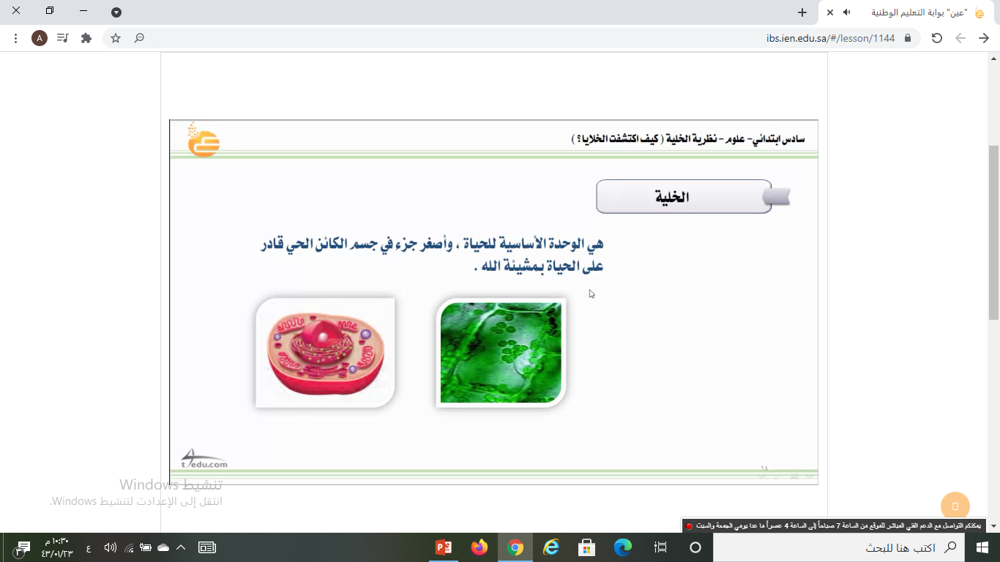 "عين" بوابة التعليم الوطنية
ibs.ien.edu.sa/#/lesson/1144
A
سادس ابتدائي- علوم - نظرية الخلية ( كيف اكتشفت الخلايا ؟ )
الخلية
هي الوحدة الأساسية للحياة ، وأصغر جزء في جسم الكائن الحي قادر
على الحياة بمشيئة الله .
t4edu.com
١٤
تنشيط Windows
انتقل إلى الإعدادت لتنشيط Windows.
يمكنكم التواصل مع الدعم الفني المباشر للموقع من الساعة 7 صباحاً إلى الساعة 4 عصراً ما عدا يومي الجمعة والسبت
اكتب هنا للبحث
ع
١٠:٣٠ م
٤٣/٠١/٢٣
٣